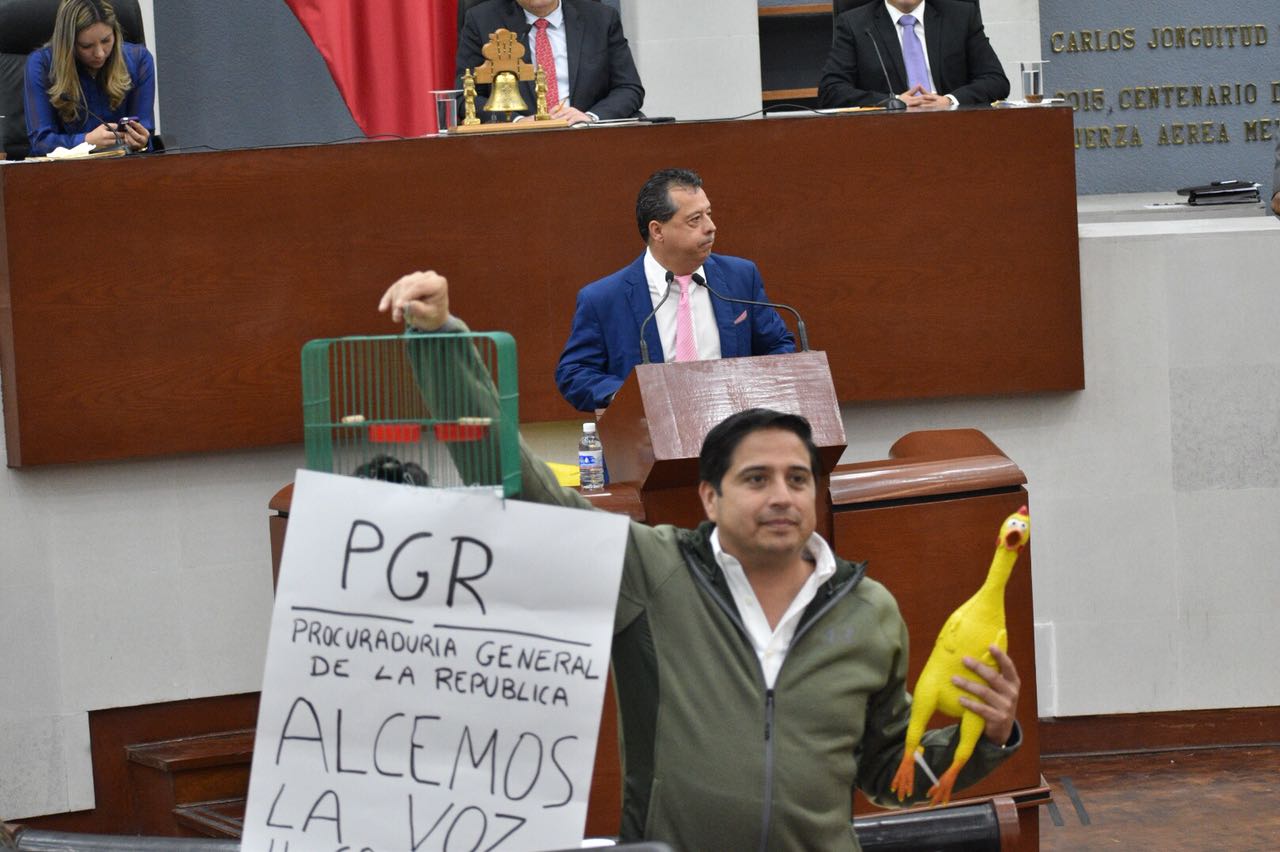 CARLOS JONGUITUD
2015, CENTENARIO D
FUERZA AEREA ME
PGR
PROCURADURIA GENERAL
DE LA REPUBLICA
ALCEMOS
LA VOZ